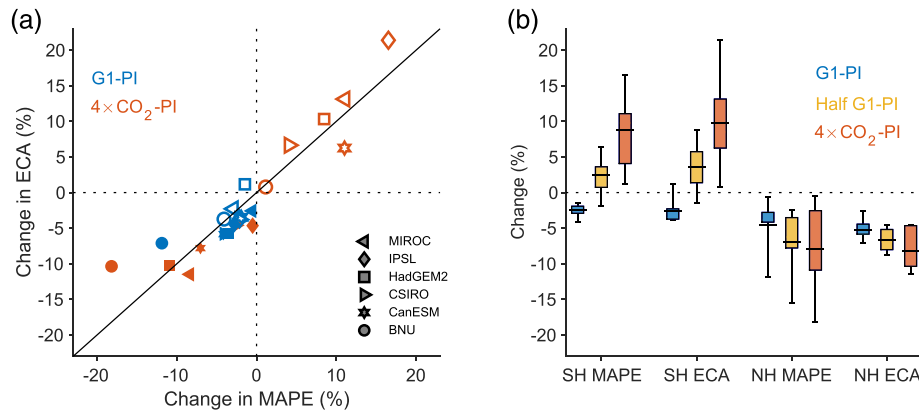 (a)
Change in ECA (%)
20
15
10
5
0
-5
-10
-15
-20
G1-PI
4×CO2-PI
MIROC
IPSL
HadGEM2
CSIRO
CanESM
BNU
-20 -10 0 10 20
Change in MAPE (%)
(b)
Change (%)
20
15
10
5
0
-5
-10
-15
-20
G1-PI
Half G1-PI
4×CO2-PI
SH MAPE SH ECA NH MAPE NH ECA